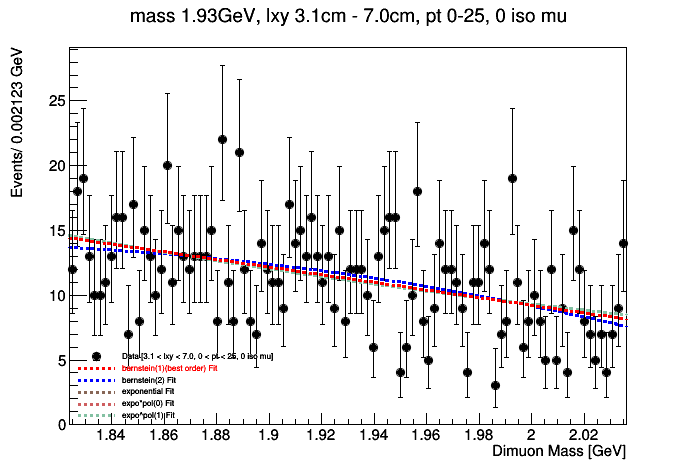 mass 1.93GeV, lxy 3.1cm - 7.0cm, pt 0-25, 0 iso mu
Events/ 0.002123 GeV
25
20
15
10
5
0
Data [3.1 < lxy < 7.0, 0 < pt < 25, 0 iso mu]
bernstein(1)(best order) Fit
bernstein(2) Fit
exponential Fit
expo*pol(0) Fit
expo*pol(1) Fit
1.84 1.86 1.88 1.9 1.92 1.94 1.96 1.98 2 2.02
Dimuon Mass [GeV]